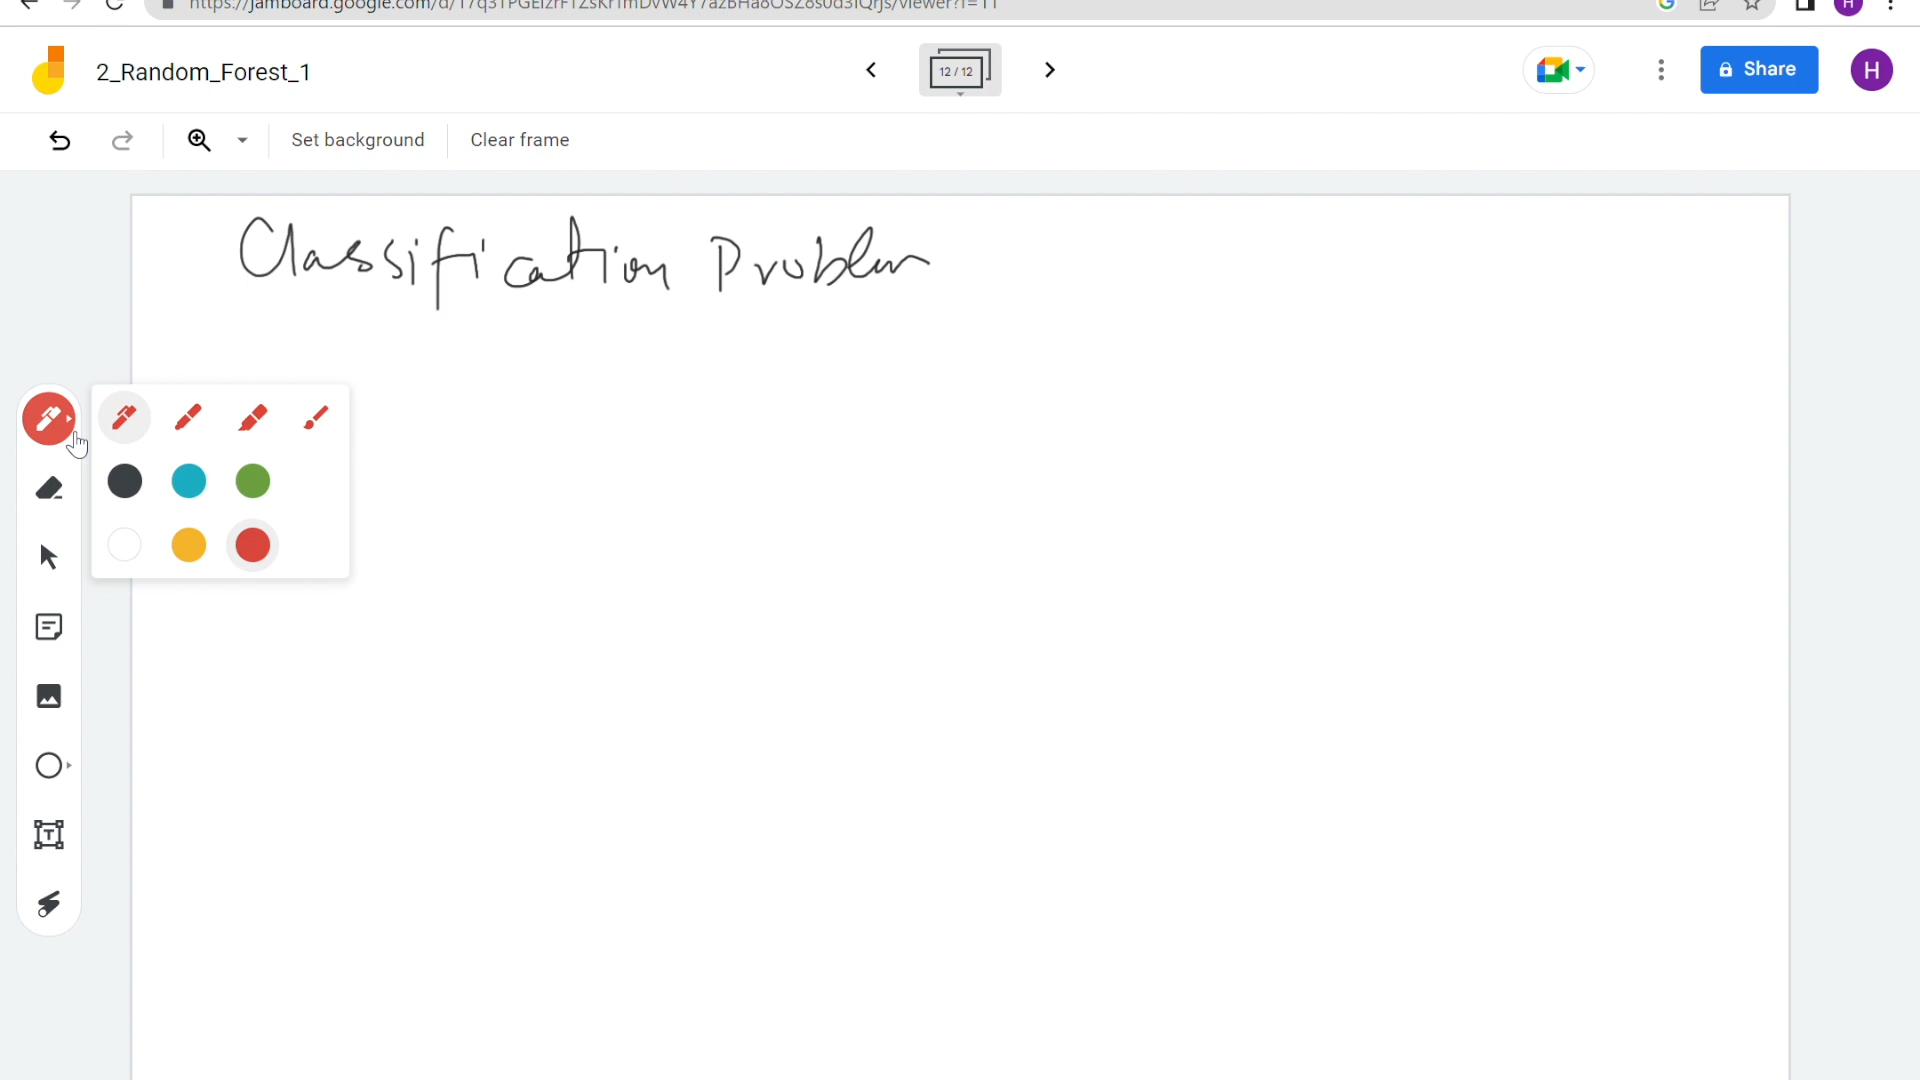 2_Random_Forest_1
12 / 12
Share
H
Set background
Clear frame
Classification Problem